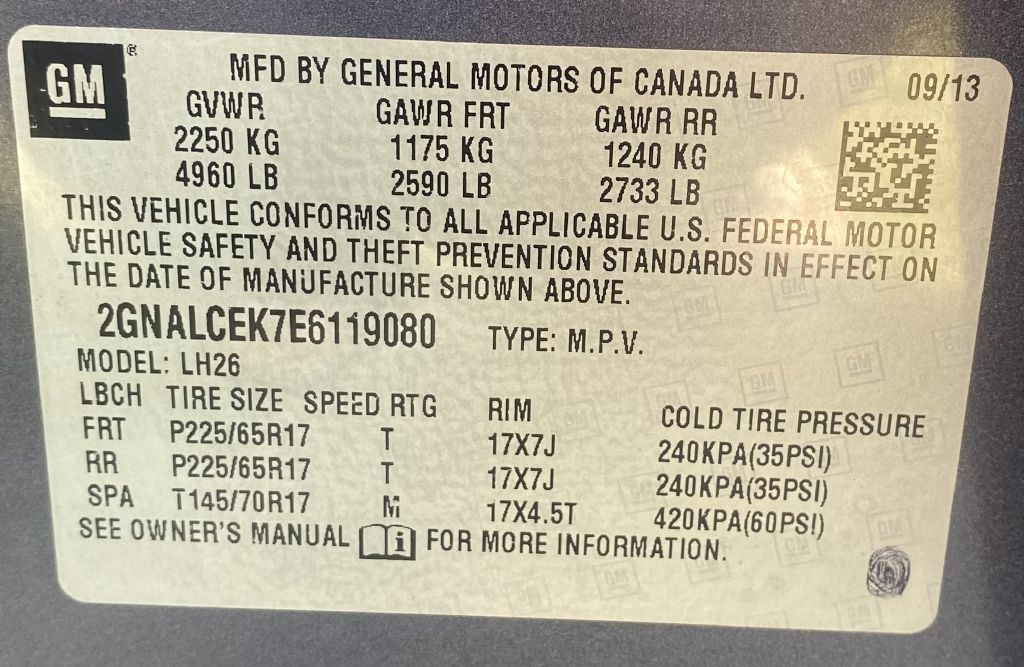 GM ®
MFD BY GENERAL MOTORS OF CANADA LTD. 09/13
GVWR GAWR FRT GAWR RR
2250 KG 1175 KG 1240 KG
4960 LB 2590 LB 2733 LB
THIS VEHICLE CONFORMS TO ALL APPLICABLE U.S. FEDERAL MOTOR
VEHICLE SAFETY AND THEFT PREVENTION STANDARDS IN EFFECT ON
THE DATE OF MANUFACTURE SHOWN ABOVE.
2GNALCEK7E6119080 TYPE: M.P.V.
MODEL: LH26
LBCH TIRE SIZE SPEED RTG RIM COLD TIRE PRESSURE
FRT P225/65R17 T 17X7J 240KPA(35PSI)
RR P225/65R17 T 17X7J 240KPA(35PSI)
SPA T145/70R17 M 17X4.5T 420KPA(60PSI)
SEE OWNER'S MANUAL i FOR MORE INFORMATION.